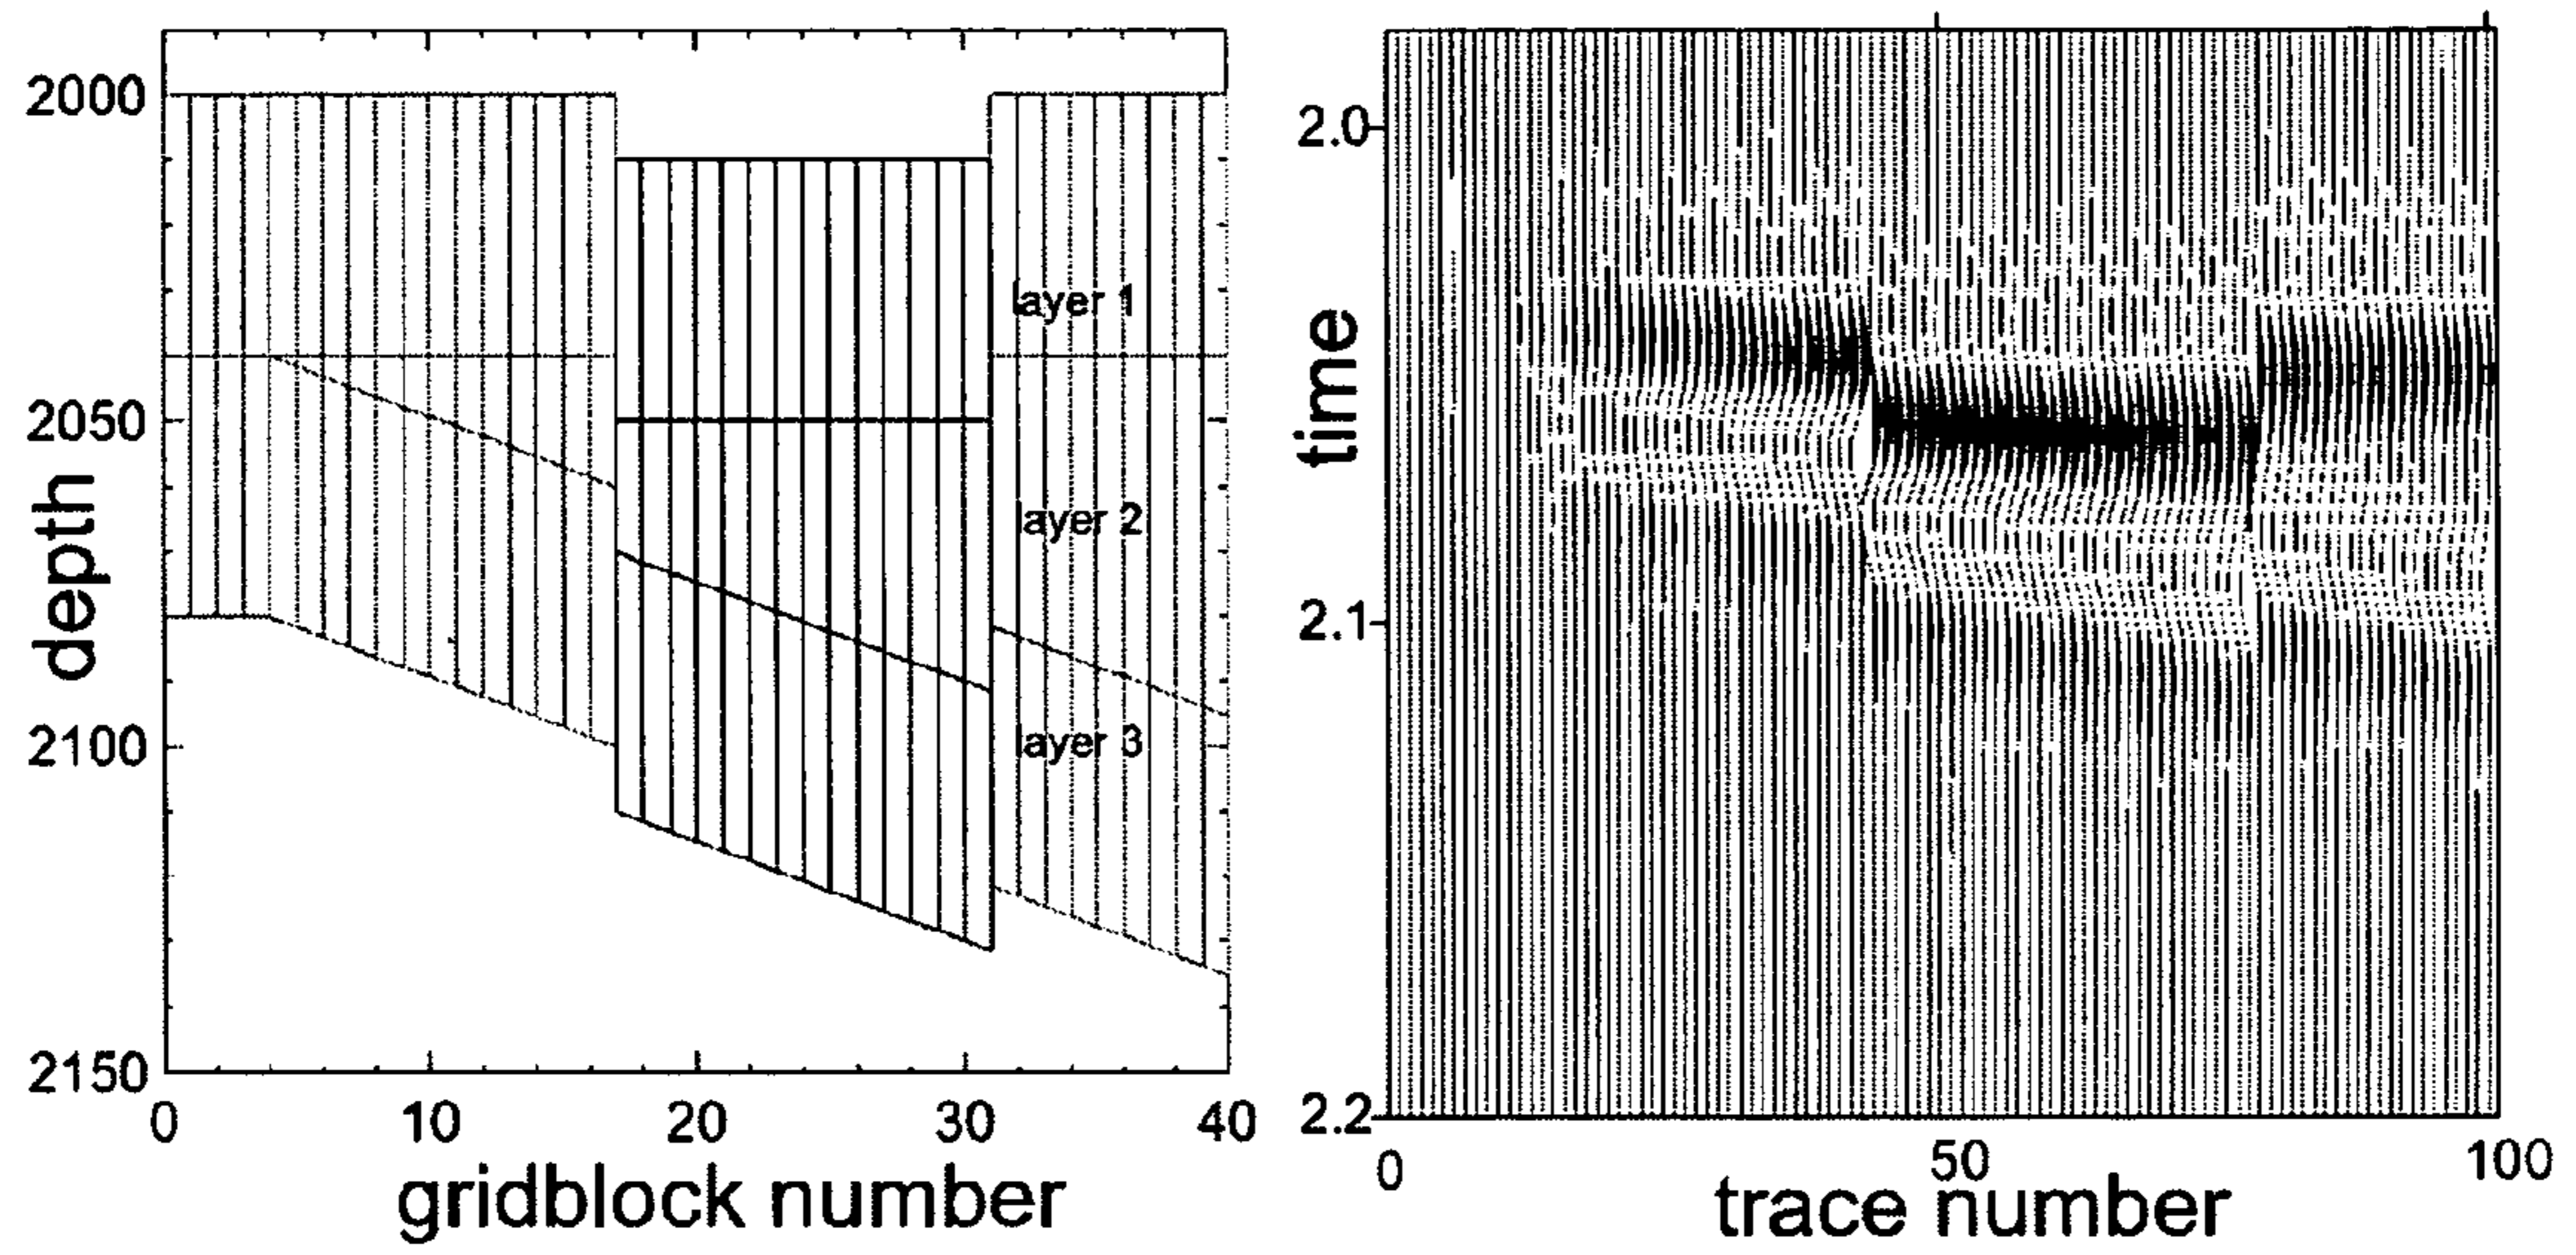 2000
2050
2100
2150
depth
0
10
20
30
40
gridblock number
layer 1
layer 2
layer 3
2.0
2.1
2.2
time
0
50
100
trace number